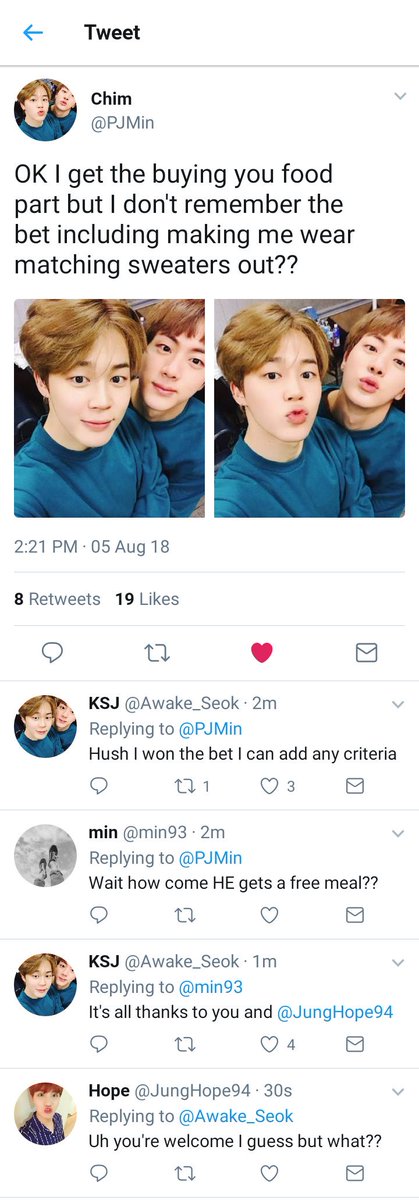 Tweet
Chim
@PJMin
OK I get the buying you food
part but I don't remember the
bet including making me wear
matching sweaters out??
2:21 PM · 05 Aug 18
8 Retweets 19 Likes
KSJ @Awake_Seok · 2m
Replying to @PJMin
Hush I won the bet I can add any criteria
1 3
min @min93 · 2m
Replying to @PJMin
Wait how come HE gets a free meal??
KSJ @Awake_Seok · 1m
Replying to @min93
It's all thanks to you and @JungHope94
4
Hope @JungHope94 · 30s
Replying to @Awake_Seok
Uh you're welcome I guess but what??